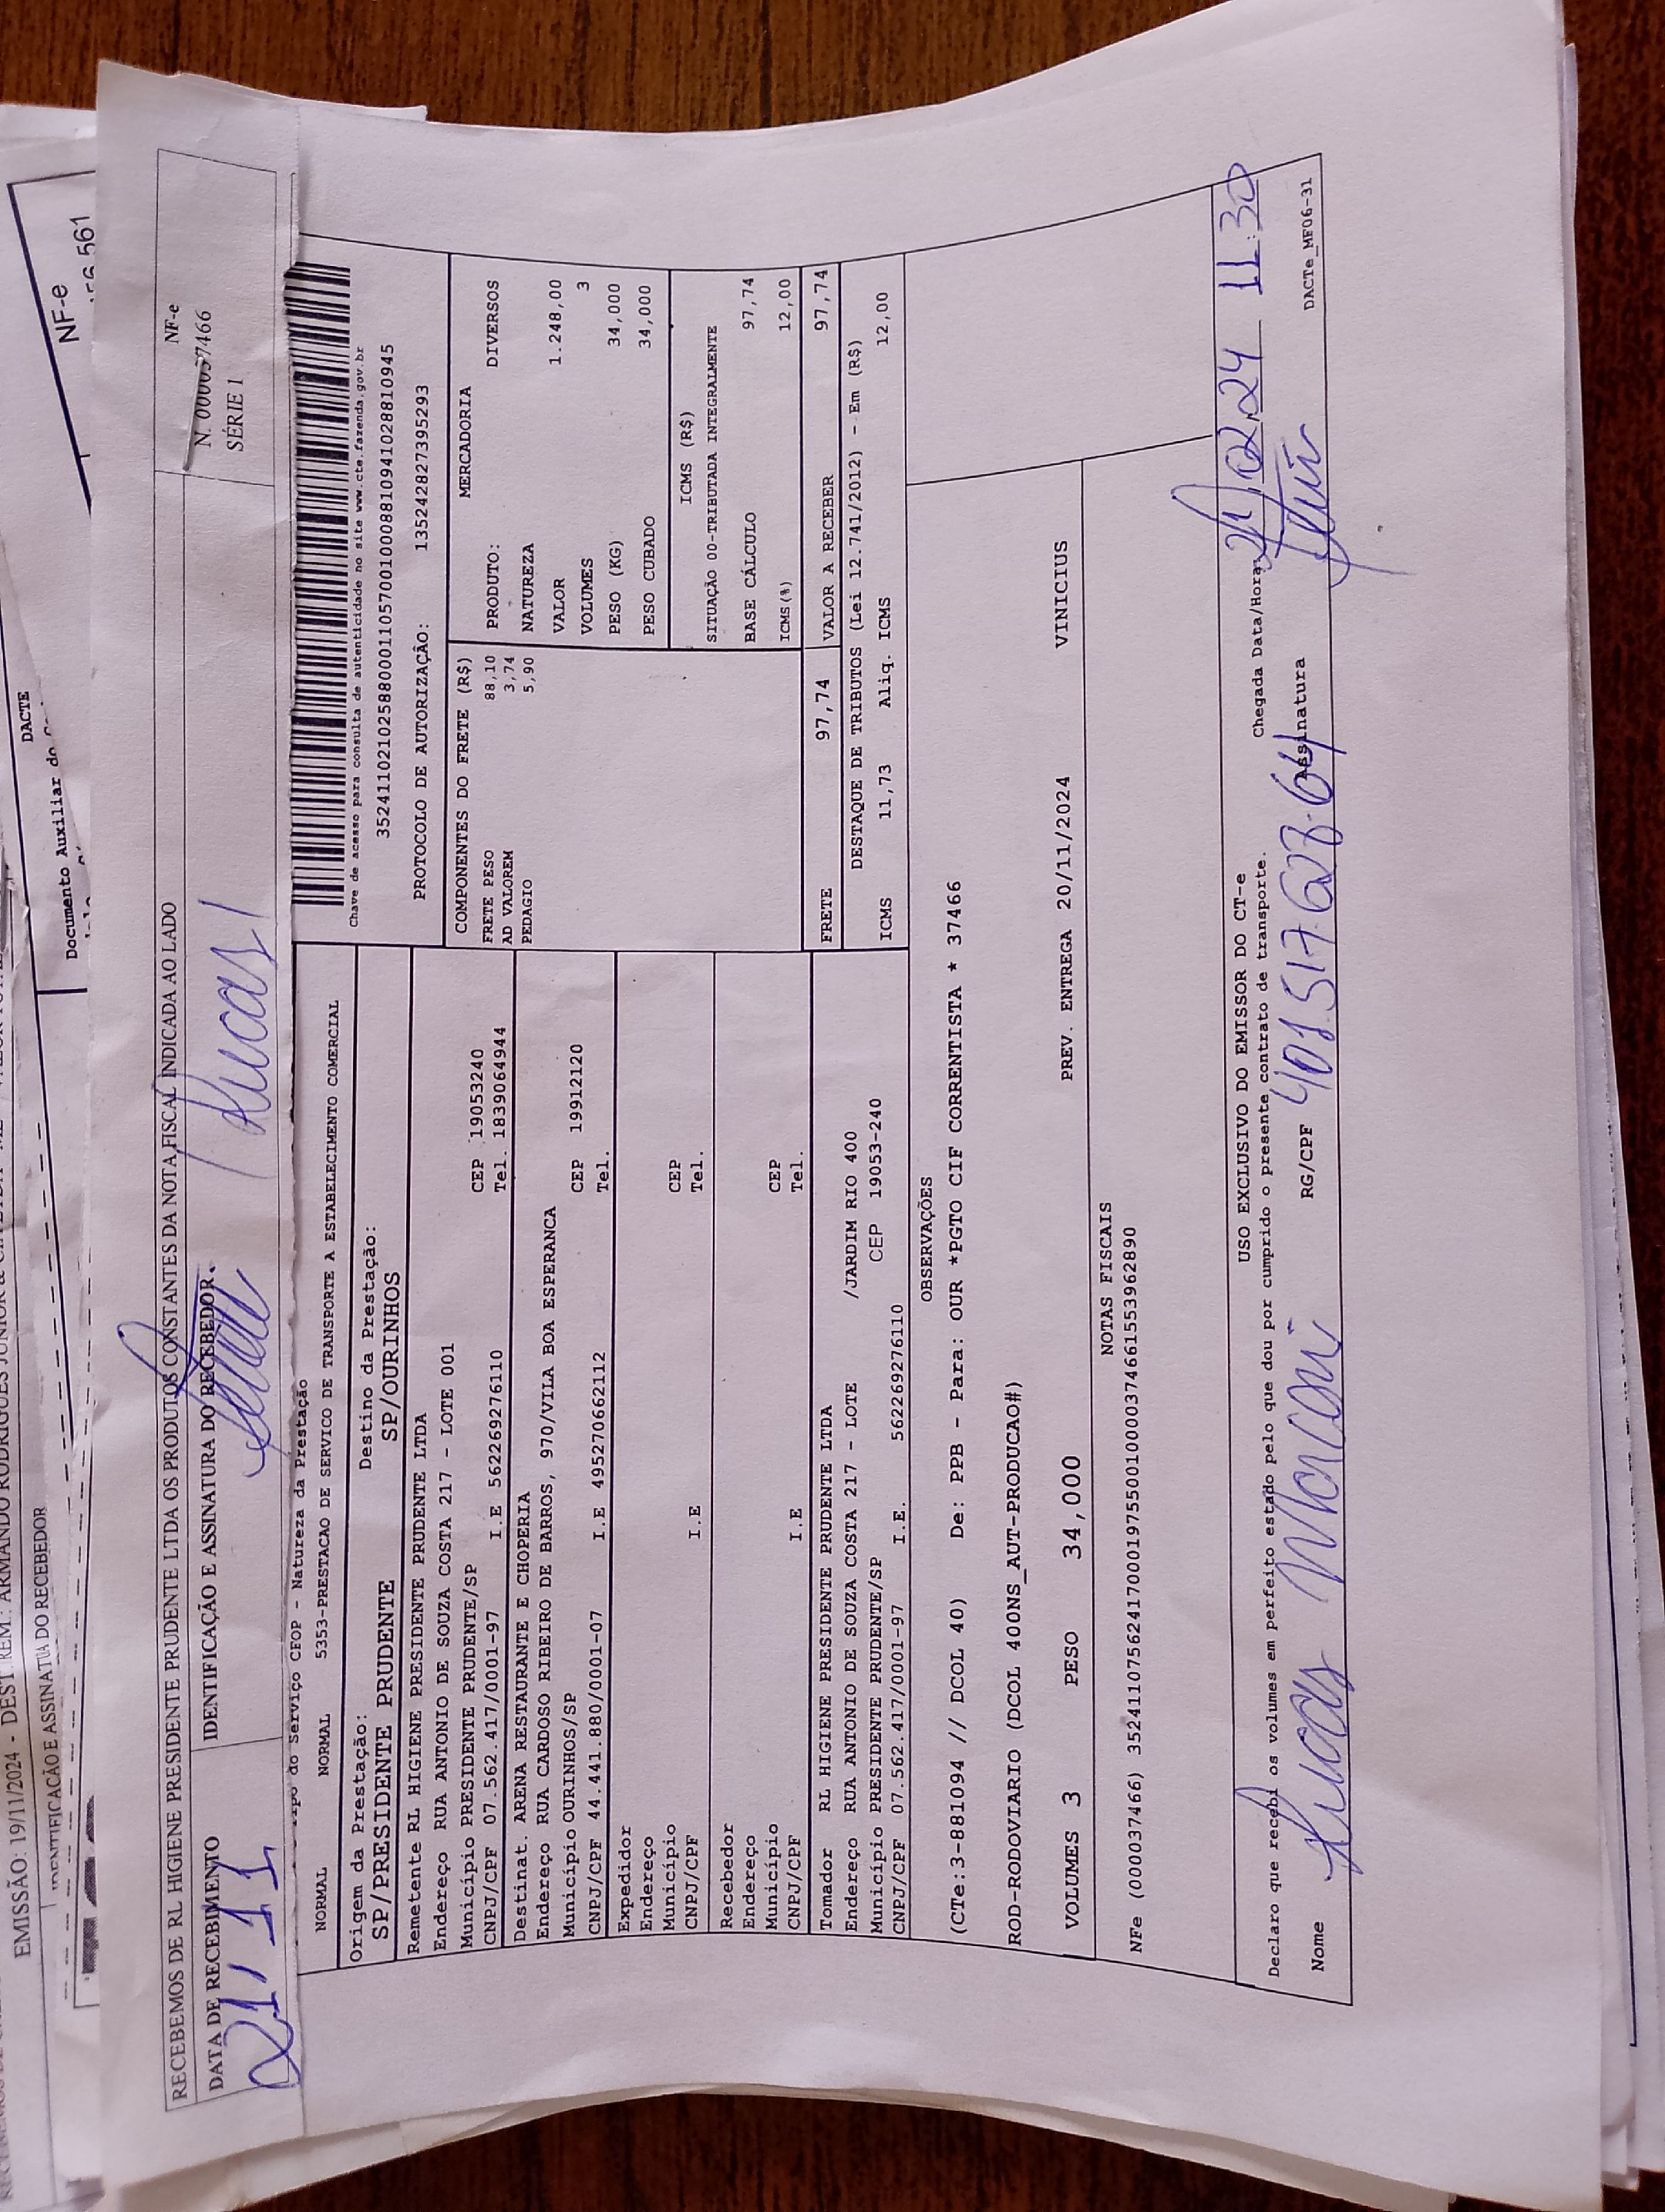 EMISSÃO: 19/11/2024 - DEST. REM.: ARMANDO RODRIGUES JUNIOR &
IDENTIFICAÇÃO E ASSINATUA DO RECEBEDOR
DACTE
Documento Auxiliar do
NF-e
561
RECEBEMOS DE RL HIGIENE PRESIDENTE PRUDENTE LTDA OS PRODUTOS CONSTANTES DA NOTA FISCAL INDICADA AO LADO
NF-e
N. 000037466
SÉRIE 1
DATA DE RECEBIMENTO
IDENTIFICAÇÃO E ASSINATURA DO RECEBEDOR.
21/11
Lucas
Tipo do Serviço CFOP - Natureza da Prestação
NORMAL NORMAL 5353-PRESTACAO DE SERVICO DE TRANSPORTE A ESTABELECIMENTO COMERCIAL
Chave de acesso para consulta de autenticidade no site www.cte.fazenda.gov.br
35241102102588000110570010008810941028810945
PROTOCOLO DE AUTORIZAÇÃO: 135242827395293
Origem da Prestação: Destino da Prestação:
SP/PRESIDENTE PRUDENTE SP/OURINHOS
Remetente RL HIGIENE PRESIDENTE PRUDENTE LTDA
Endereço RUA ANTONIO DE SOUZA COSTA 217 - LOTE 001
Município PRESIDENTE PRUDENTE/SP CEP 19053240
CNPJ/CPF 07.562.417/0001-97 I.E 562269276110 Tel. 1839064944
Destinat. ARENA RESTAURANTE E CHOPERIA
Endereço RUA CARDOSO RIBEIRO DE BARROS, 970/VILA BOA ESPERANCA
Município OURINHOS/SP CEP 19912120
CNPJ/CPF 44.441.880/0001-07 I.E 495270662112 Tel.
Expedidor
Endereço
Município CEP
CNPJ/CPF I.E Tel.
Recebedor
Endereço
Município CEP
CNPJ/CPF I.E Tel.
COMPONENTES DO FRETE (R$)
FRETE PESO 88,10
AD VALOREM 3,74
PEDAGIO 5,90
MERCADORIA
PRODUTO: DIVERSOS
NATUREZA
VALOR 1.248,00
VOLUMES 3
PESO (KG) 34,000
PESO CUBADO 34,000
ICMS (R$)
SITUAÇÃO 00-TRIBUTADA INTEGRALMENTE
BASE CÁLCULO 97,74
ICMS(%) 12,00
Tomador RL HIGIENE PRESIDENTE PRUDENTE LTDA
Endereço RUA ANTONIO DE SOUZA COSTA 217 - LOTE /JARDIM RIO 400
Município PRESIDENTE PRUDENTE/SP CEP 19053-240
CNPJ/CPF 07.562.417/0001-97 I.E. 562269276110
FRETE 97,74 VALOR A RECEBER 97,74
DESTAQUE DE TRIBUTOS (Lei 12.741/2012) - Em (R$)
ICMS 11,73 Aliq. ICMS 12,00
OBSERVAÇÕES
(CTe:3-881094 // DCOL 40) De: PPB - Para: OUR *PGTO CIF CORRENTISTA * 37466
ROD-RODOVIARIO (DCOL 400NS_AUT-PRODUCAO#)
VOLUMES 3 PESO 34,000 PREV. ENTREGA 20/11/2024 VINICIUS
NOTAS FISCAIS
NFe (000037466) 35241107562417000197550010000374661553962890
USO EXCLUSIVO DO EMISSOR DO CT-e
Declaro que recebi os volumes em perfeito estado pelo que dou por cumprido o presente contrato de transporte.
Chegada Data/Hora 11:30
Nome Lucas RG/CPF 401.517.628-64 Assinatura
DACTe_MF06-31